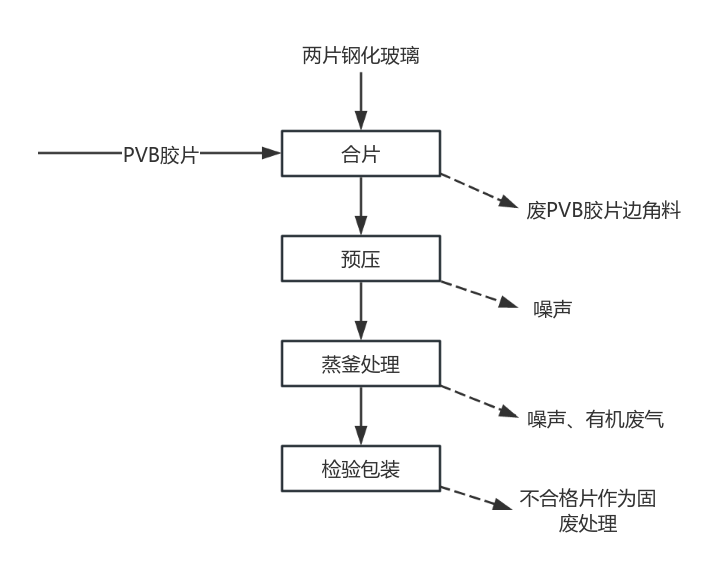 两片钢化玻璃
PVB胶片
合片
废PVB胶片边角料
预压
噪声
蒸釜处理
噪声、有机废气
检验包装
不合格片作为固
废处理